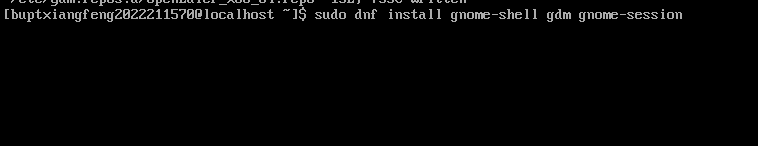 [buptxiangfeng2022211570@localhost ~]$ sudo dnf install gnome-shell gdm gnome-session